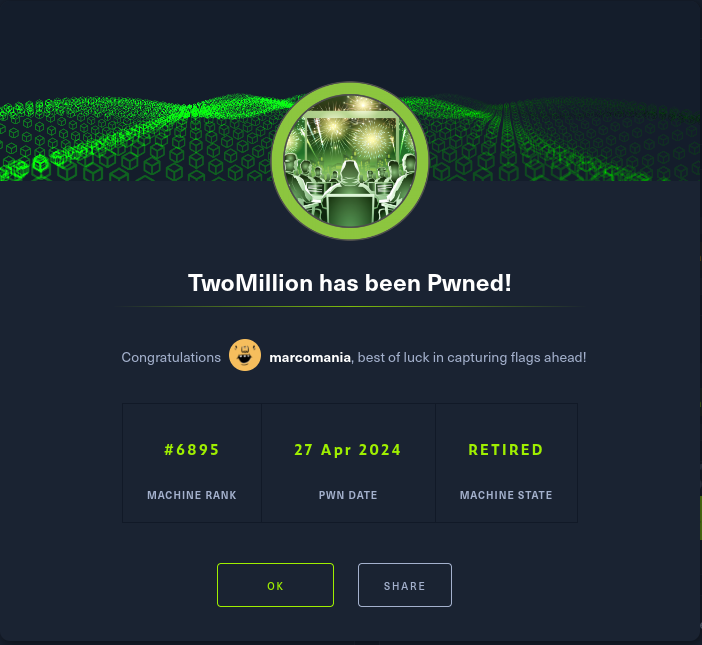 TwoMillion has been Pwned!
Congratulations marcomania, best of luck in capturing flags ahead!
#6895 27 Apr 2024 RETIRED
MACHINE RANK PWN DATE MACHINE STATE
OK SHARE